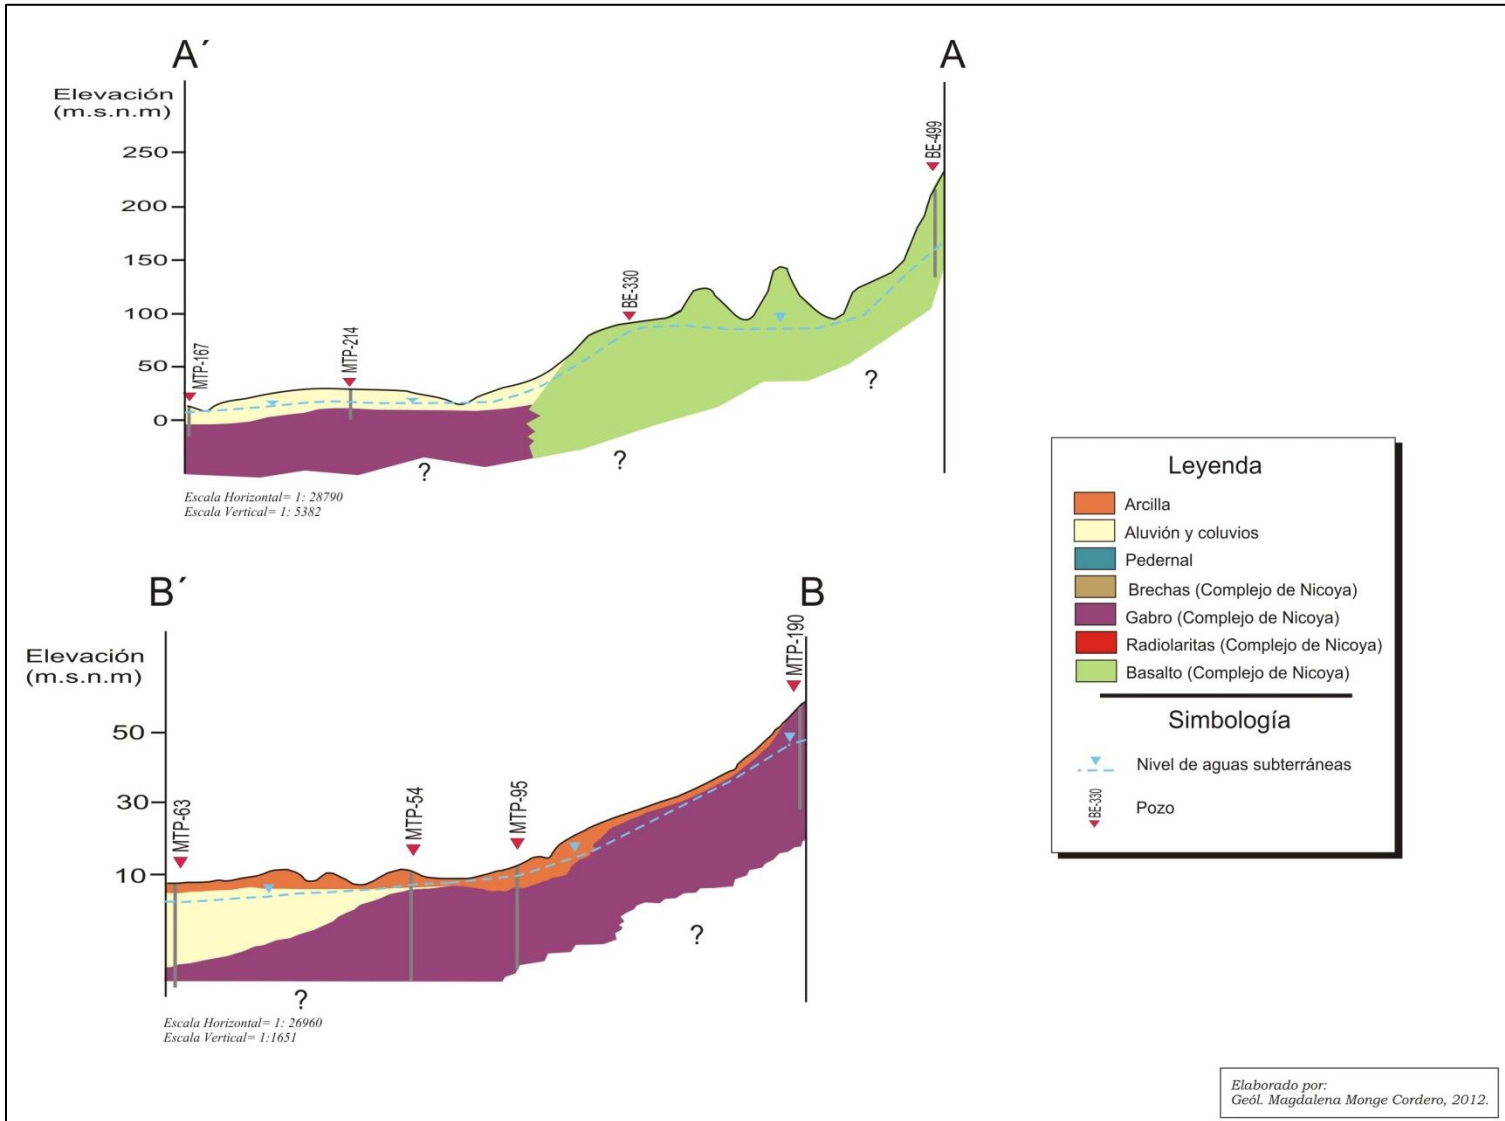 A´
A
Elevación
(m.s.n.m)
250
200
150
100
50
0
MTP-167
MTP-214
BE-330
BE-499
?
?
?
Escala Horizontal= 1: 28790
Escala Vertical= 1: 5382
B´
B
Elevación
(m.s.n.m)
50
30
10
MTP-63
MTP-54
MTP-95
MTP-190
?
?
Escala Horizontal= 1: 26960
Escala Vertical= 1:1651
Leyenda
Arcilla
Aluvión y coluvios
Pedernal
Brechas (Complejo de Nicoya)
Gabro (Complejo de Nicoya)
Radiolaritas (Complejo de Nicoya)
Basalto (Complejo de Nicoya)
Simbología
Nivel de aguas subterráneas
BE-330
Pozo
Elaborado por:
Geól. Magdalena Monge Cordero, 2012.